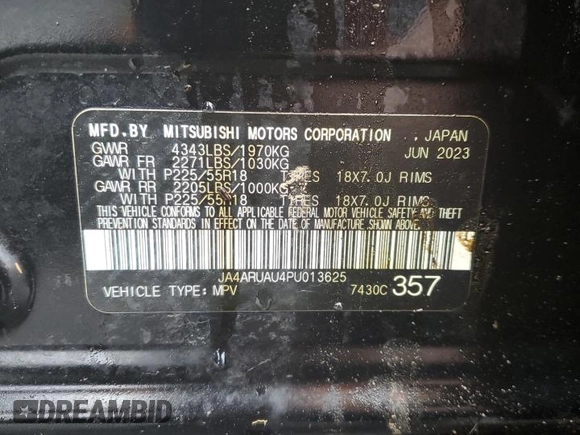 MFD.BY MITSUBISHI MOTORS CORPORATION JAPAN
GVWR 4343LBS/1970KG JUN 2023
GAWR FR 2271LBS/1030KG
WITH P225/55R18 TIRES 18X7.0J RIMS
GAWR RR 2205LBS/1000KG
WITH P225/55R18 TIRES 18X7.0J RIMS
THIS VEHICLE CONFORMS TO ALL APPLICABLE FEDERAL MOTOR VEHICLE SAFETY AND THEFT
PREVENTION STANDARDS IN EFFECT ON THE DATE OF MANUFACTURE SHOWN ABOVE.
JA4ARUAU4PU013625
VEHICLE TYPE:MPV 7430C 357
DREAMBID